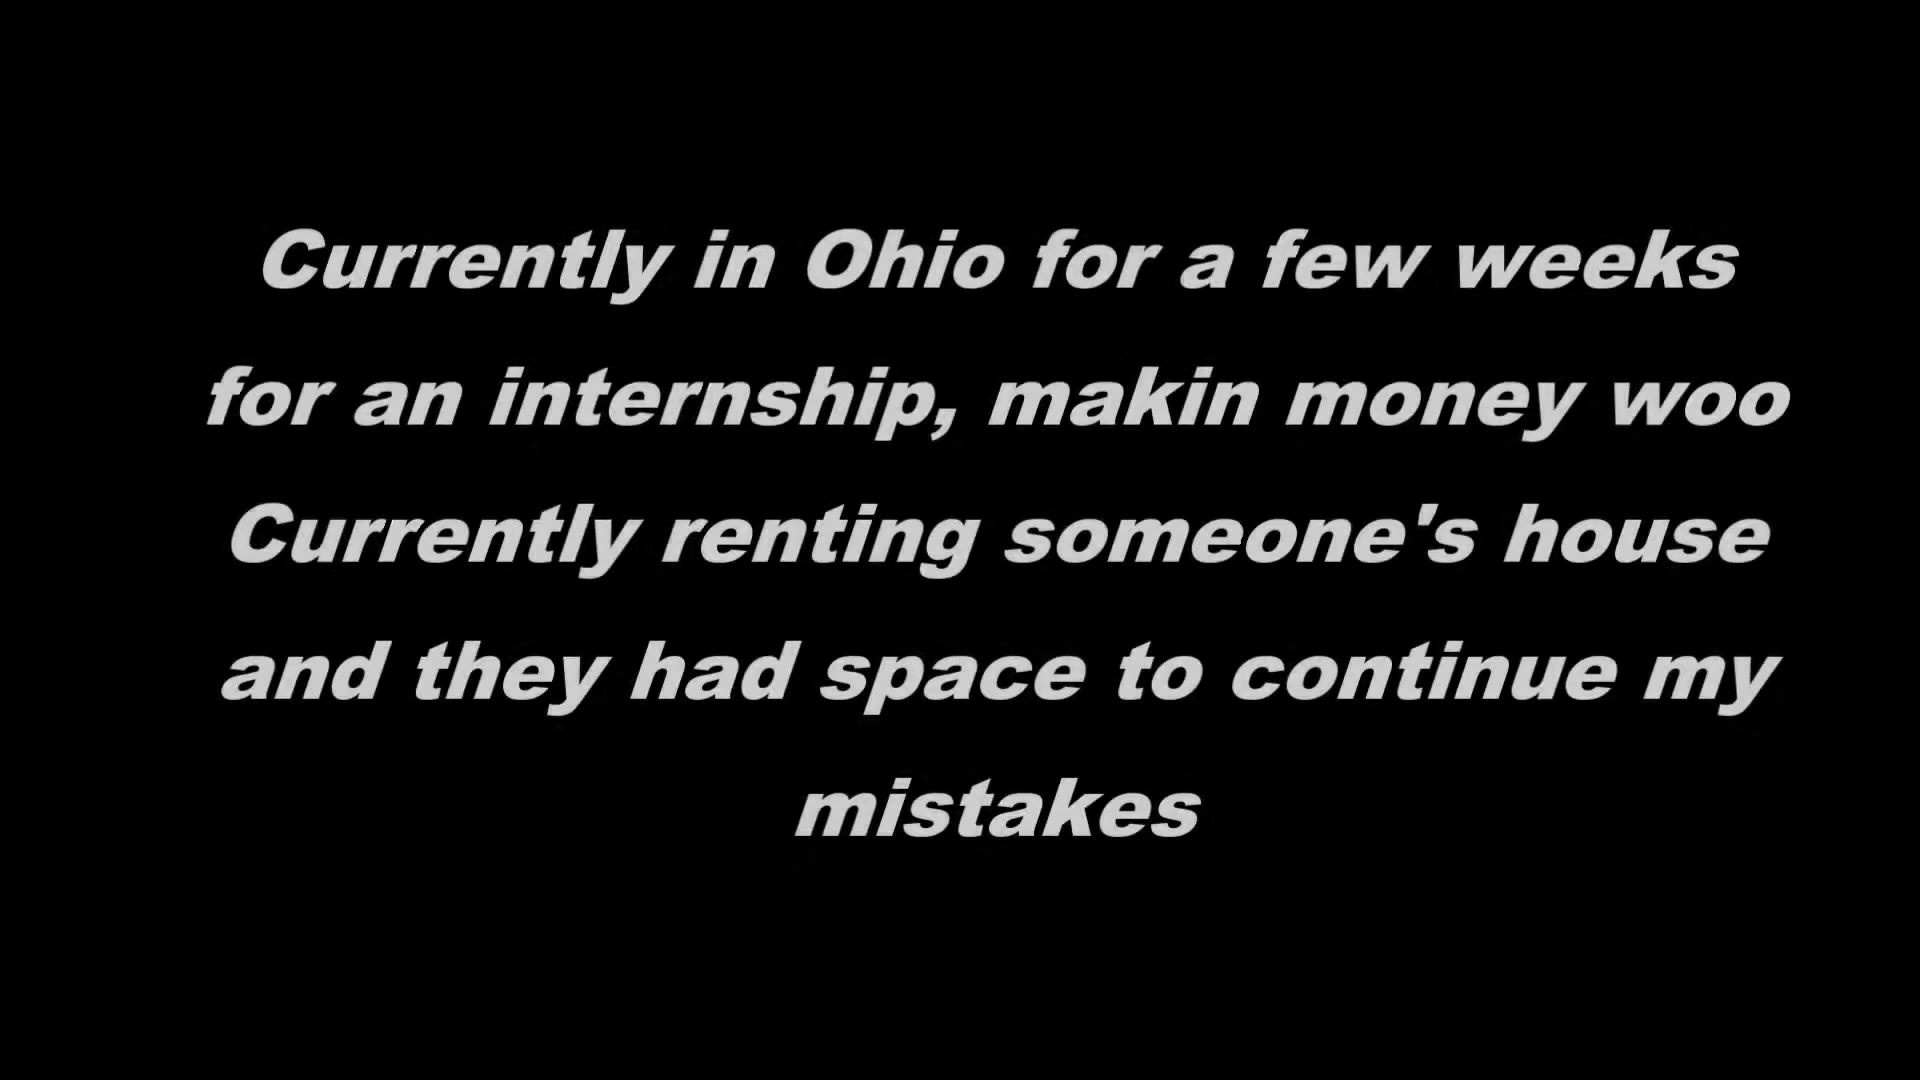 Currently in Ohio for a few weeks
for an internship, makin money woo
Currently renting someone's house
and they had space to continue my
mistakes